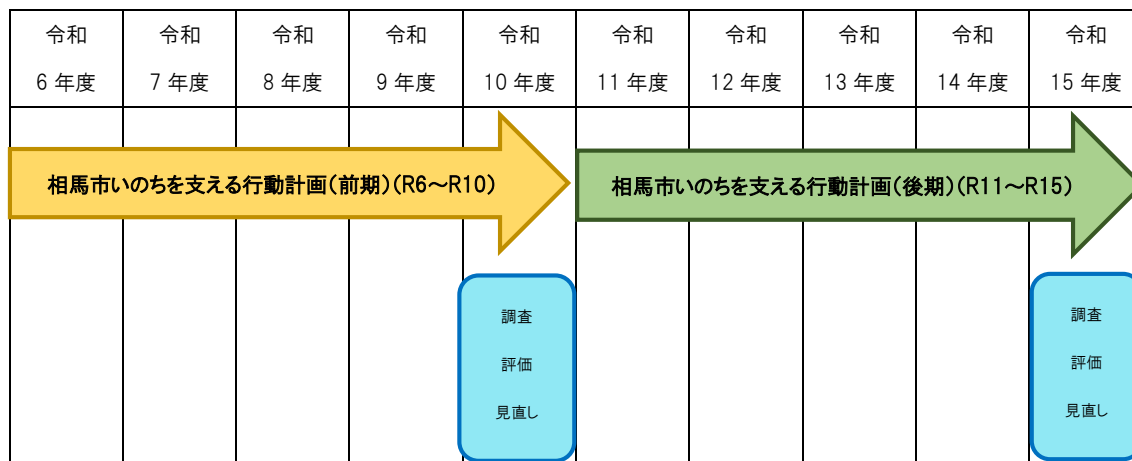 令和 令和 令和 令和 令和 令和 令和 令和 令和 令和
6 年度 7 年度 8 年度 9 年度 10 年度 11 年度 12 年度 13 年度 14 年度 15 年度
相馬市いのちを支える行動計画(前期)(R6~R10)
相馬市いのちを支える行動計画(後期)(R11~R15)
調査
評価
見直し
調査
評価
見直し